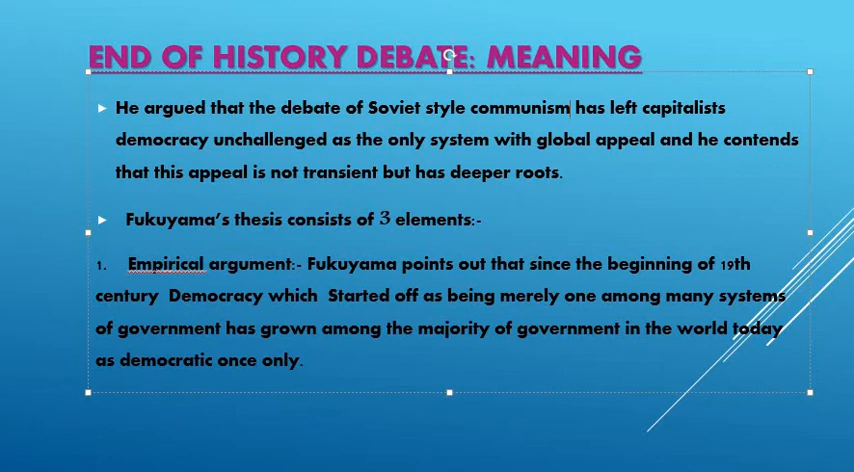 END OF HISTORY DEBATE: MEANING
He argued that the debate of Soviet style communism has left capitalists
democracy unchallenged as the only system with global appeal and he contends
that this appeal is not transient but has deeper roots.
Fukuyama's thesis consists of 3 elements:-
1. Empirical argument:- Fukuyama points out that since the beginning of 19th
century Democracy which Started off as being merely one among many systems
of government has grown among the majority of government in the world today
as democratic once only.